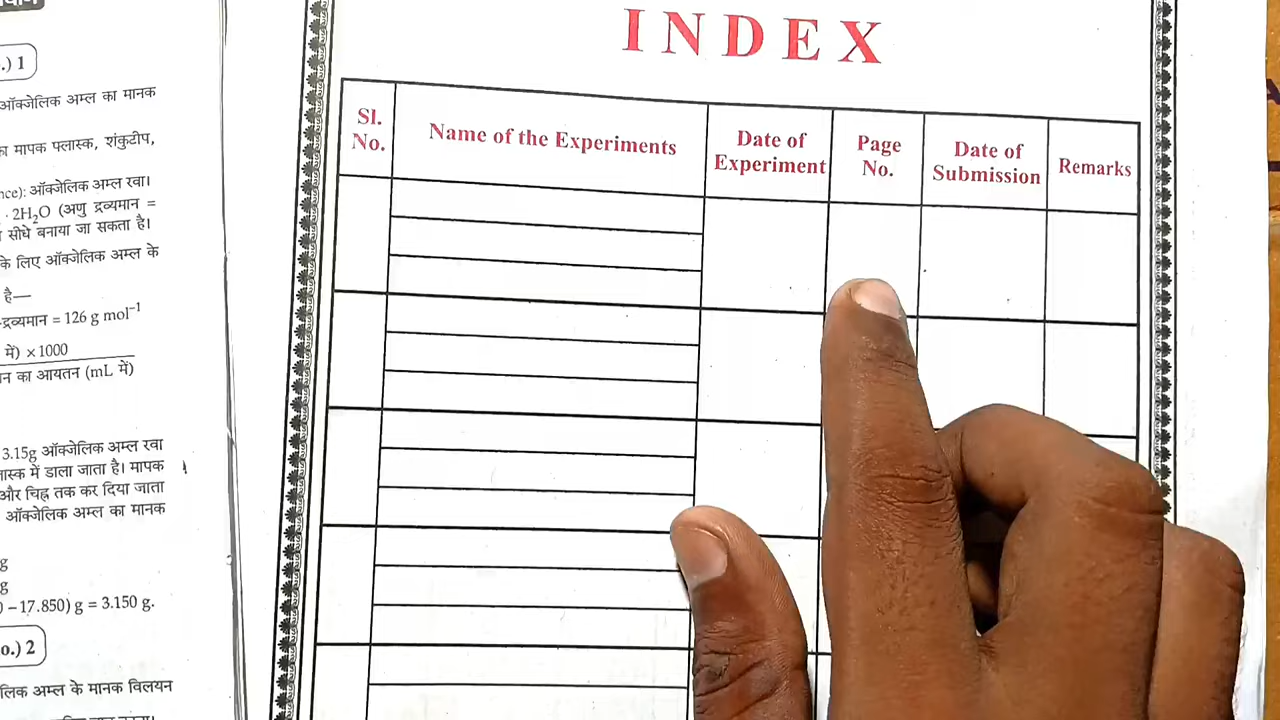 .) 1
ऑक्जेलिक अम्ल का मानक
का मापक फ्लास्क, शंकुटीप,
nce): ऑक्जेलिक अम्ल रवा।
· 2H₂O (अणु द्रव्यमान =
सीधे बनाया जा सकता है।
के लिए ऑक्जेलिक अम्ल के
है—
-द्रव्यमान = 126 g mol⁻¹
में) × 1000
का आयतन (mL में)
3.15g ऑक्जेलिक अम्ल रवा
में डाला जाता है। मापक
और चिह्न तक कर दिया जाता
ऑक्जेलिक अम्ल का मानक
g
g
0 – 17.850) g = 3.150 g.
o.) 2
अम्ल के मानक विलयन
INDEX
Sl. No.
Name of the Experiments
Date of Experiment
Page No.
Date of Submission
Remarks